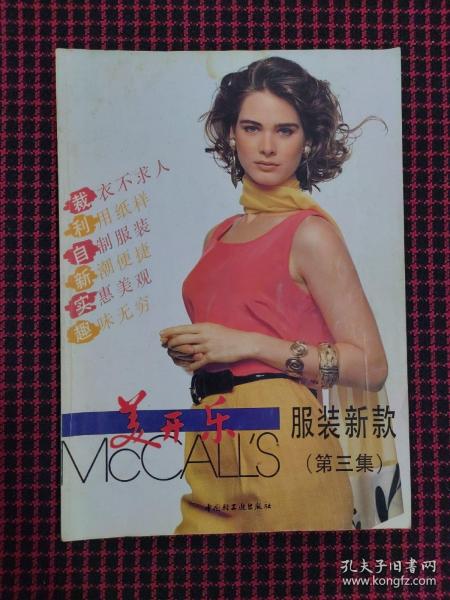 裁衣不求人
利用纸样
自制服装
新潮便捷
实惠美观
趣味无穷
美开乐
McCALL'S
服装新款
(第三集)
中国轻工业出版社
孔夫子旧书网
www.kongfz.com